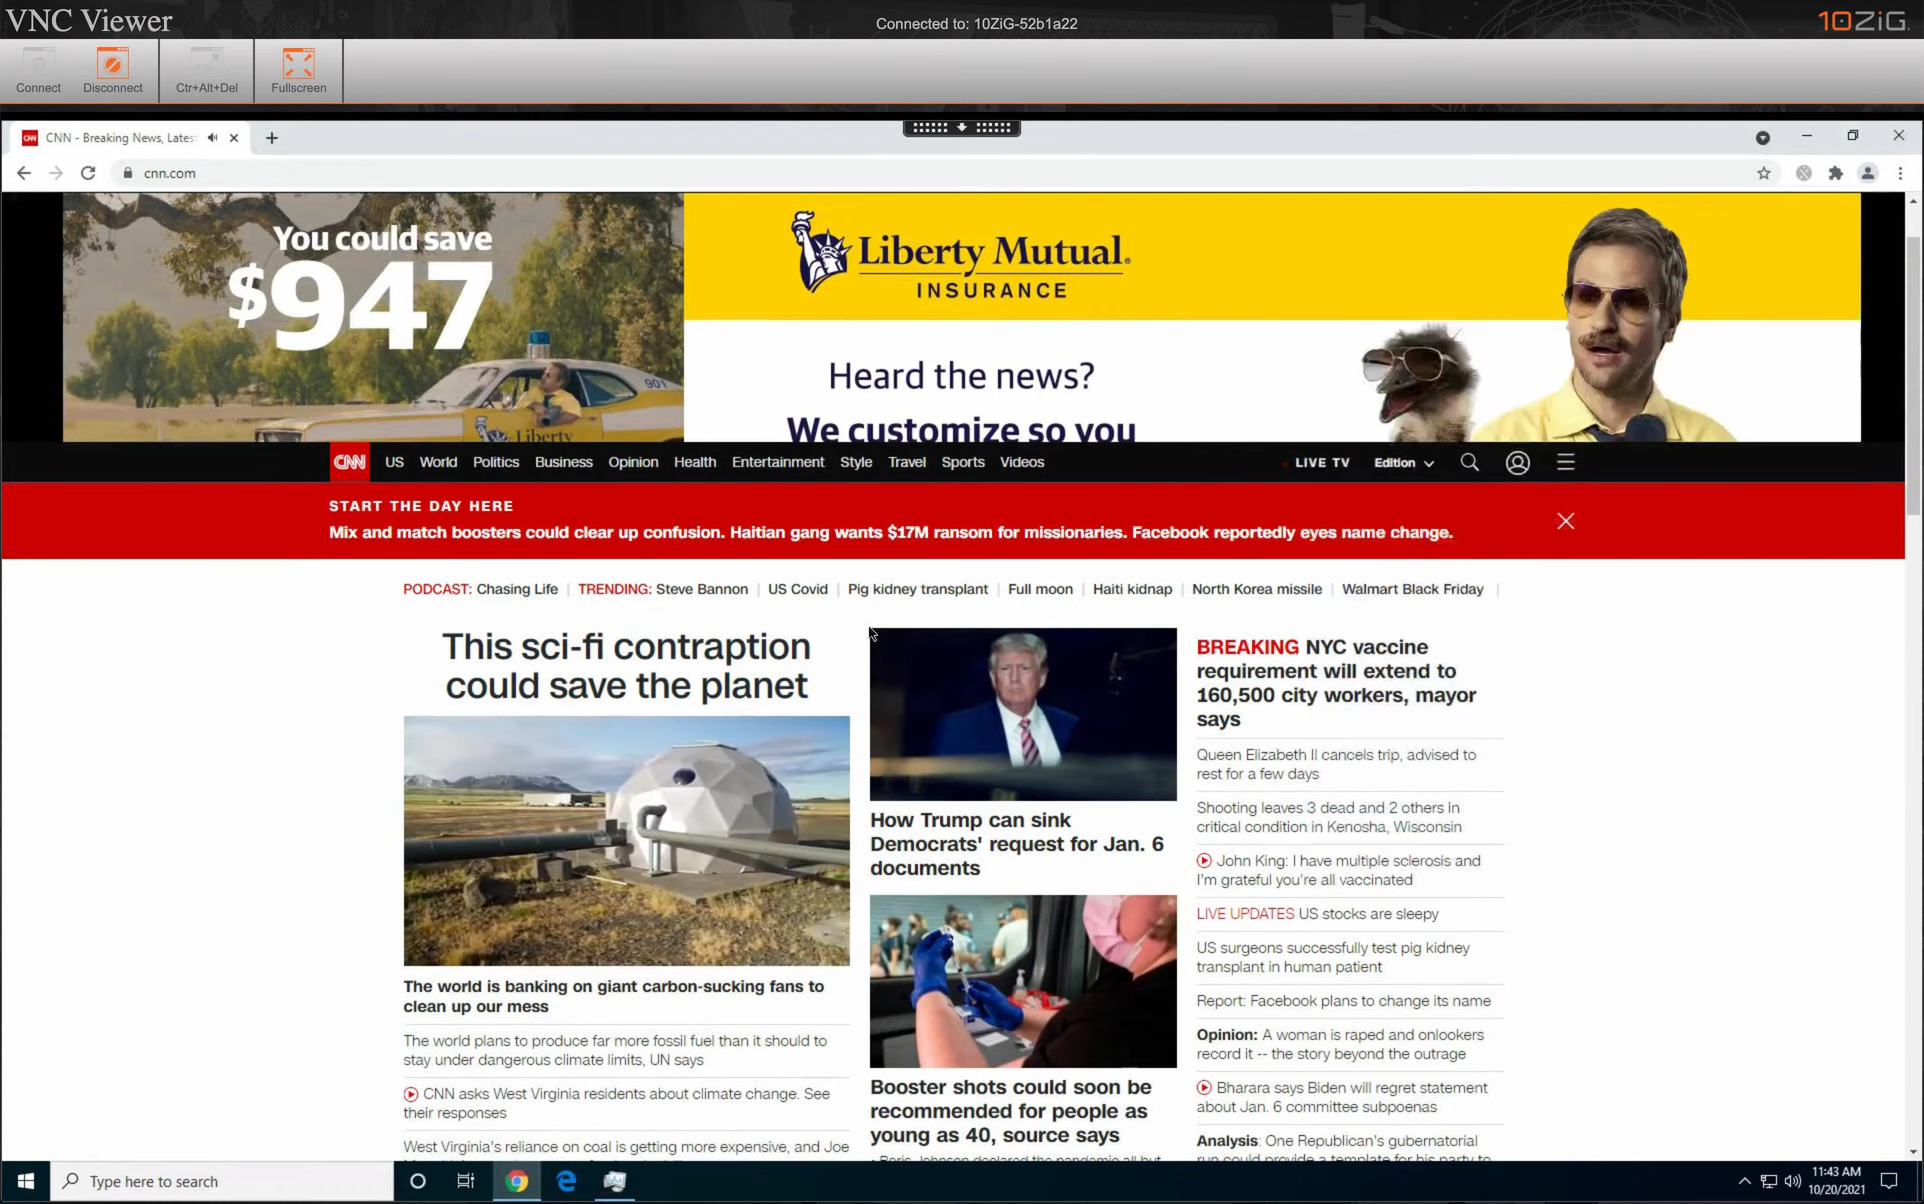 VNC Viewer
Connected to: 10ZiG-52b1a22
10ZiG
Connect
Disconnect
Ctr+Alt+Del
Fullscreen
CNN - Breaking News, Lates
cnn.com
You could save
$947
901
Liberty
Liberty Mutual
INSURANCE
Heard the news?
We customize so you
CNN US World Politics Business Opinion Health Entertainment Style Travel Sports Videos
LIVE TV Edition
START THE DAY HERE
Mix and match boosters could clear up confusion. Haitian gang wants $17M ransom for missionaries. Facebook reportedly eyes name change.
PODCAST: Chasing Life | TRENDING: Steve Bannon | US Covid | Pig kidney transplant | Full moon | Haiti kidnap | North Korea missile | Walmart Black Friday |
This sci-fi contraption
could save the planet
The world is banking on giant carbon-sucking fans to
clean up our mess
The world plans to produce far more fossil fuel than it should to
stay under dangerous climate limits, UN says
CNN asks West Virginia residents about climate change. See
their responses
West Virginia's reliance on coal is getting more expensive, and Joe
How Trump can sink
Democrats' request for Jan. 6
documents
Booster shots could soon be
recommended for people as
young as 40, source says
BREAKING NYC vaccine
requirement will extend to
160,500 city workers, mayor
says
Queen Elizabeth II cancels trip, advised to
rest for a few days
Shooting leaves 3 dead and 2 others in
critical condition in Kenosha, Wisconsin
John King: I have multiple sclerosis and
I'm grateful you're all vaccinated
LIVE UPDATES US stocks are sleepy
US surgeons successfully test pig kidney
transplant in human patient
Report: Facebook plans to change its name
Opinion: A woman is raped and onlookers
record it -- the story beyond the outrage
Bharara says Biden will regret statement
about Jan. 6 committee subpoenas
Analysis: One Republican's gubernatorial
Type here to search
11:43 AM
10/20/2021